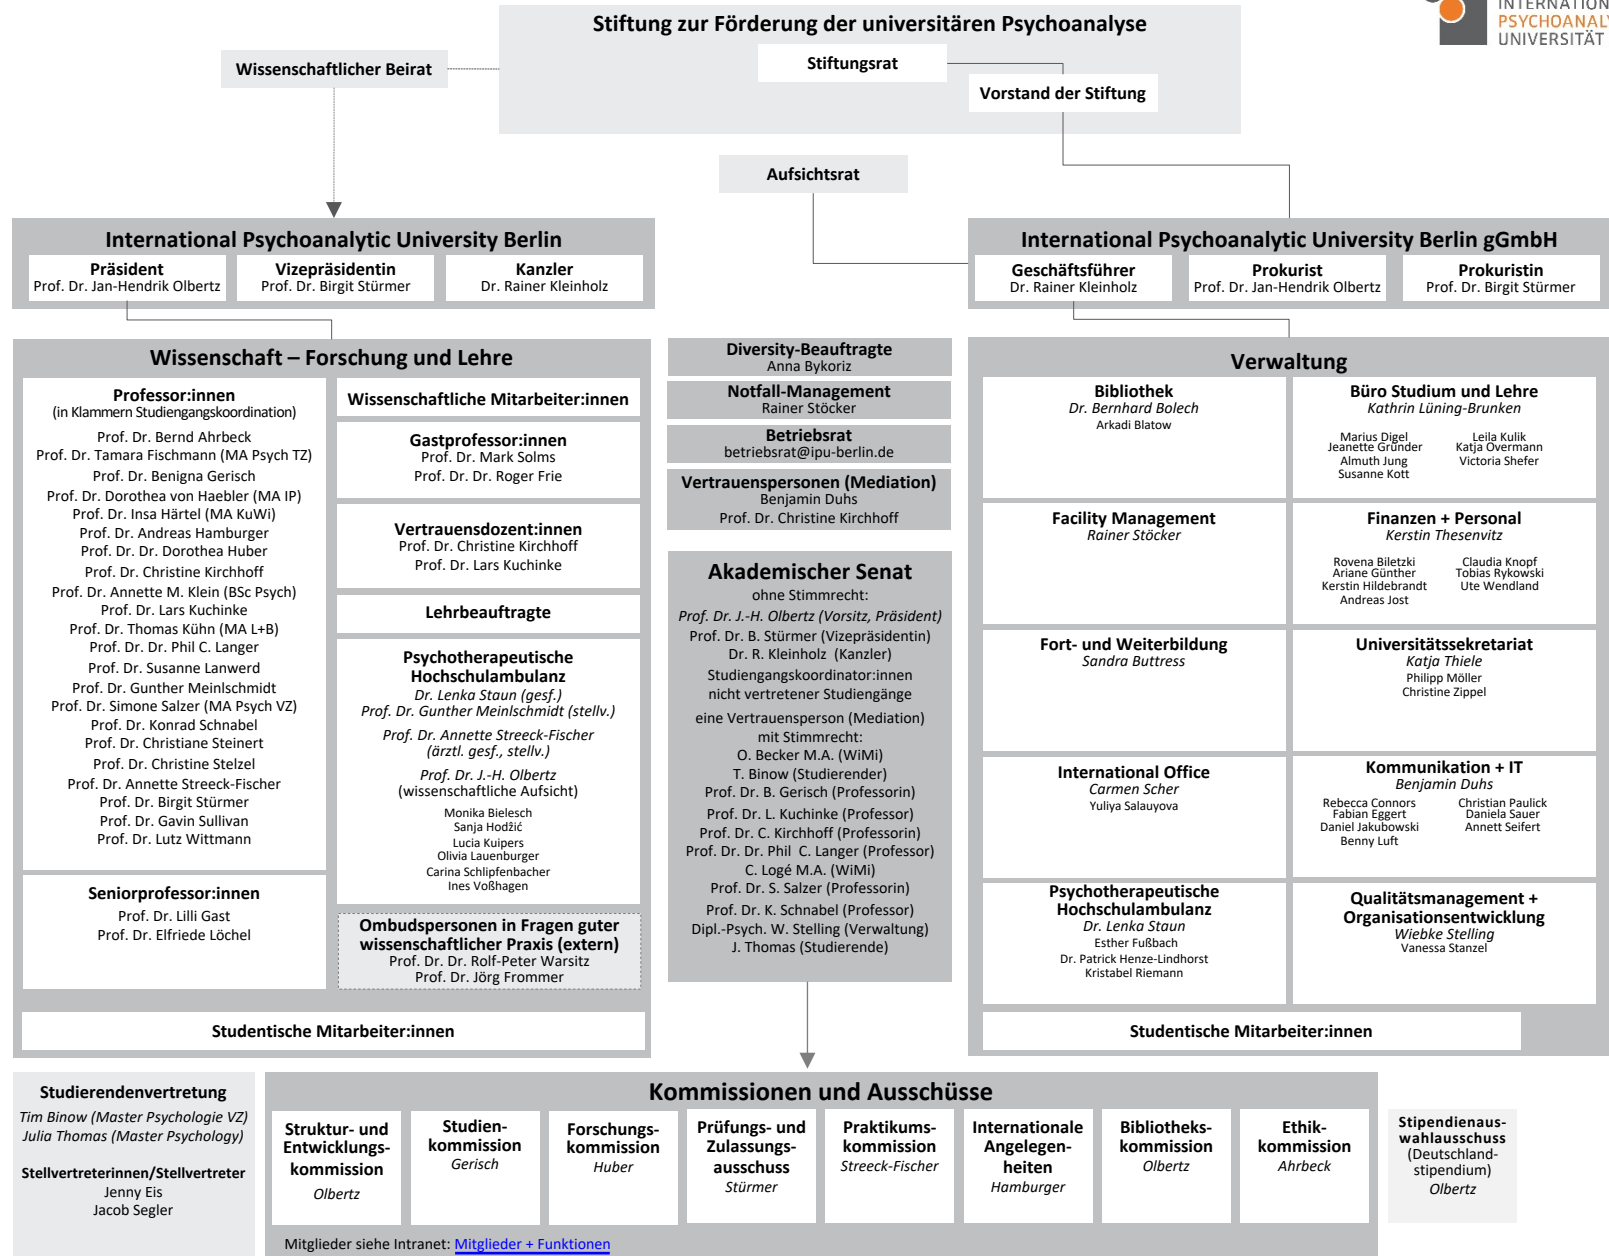 Stiftung zur Förderung der universitären Psychoanalyse
Stiftungsrat
Vorstand der Stiftung
Wissenschaftlicher Beirat
PSYCHOANALY
UNIVERSITÄT
Aufsichtsrat
International Psychoanalytic University Berlin
Präsident
Prof. Dr. Jan-Hendrik Olbertz
Vizepräsidentin
Prof. Dr. Birgit Stürmer
Kanzler
Dr. Rainer Kleinholz
International Psychoanalytic University Berlin gGmbH
Geschäftsführer
Dr. Rainer Kleinholz
Prokurist
Prof. Dr. Jan-Hendrik Olbertz
Prokuristin
Prof. Dr. Birgit Stürmer
Wissenschaft – Forschung und Lehre
Professor:innen
(in Klammern Studiengangskoordination)
Prof. Dr. Bernd Ahrbeck
Prof. Dr. Tamara Fischmann (MA Psych TZ)
Prof. Dr. Benigna Gerisch
Prof. Dr. Dorothea von Haebler (MA IP)
Prof. Dr. Insa Härtel (MA KuWi)
Prof. Dr. Andreas Hamburger
Prof. Dr. Dr. Dorothea Huber
Prof. Dr. Christine Kirchhoff
Prof. Dr. Annette M. Klein (BSc Psych)
Prof. Dr. Lars Kuchinke
Prof. Dr. Thomas Kühn (MA L+B)
Prof. Dr. Dr. Phil C. Langer
Prof. Dr. Susanne Lanwerd
Prof. Dr. Gunther Meinlschmidt
Prof. Dr. Simone Salzer (MA Psych VZ)
Prof. Dr. Konrad Schnabel
Prof. Dr. Christiane Steinert
Prof. Dr. Christine Stelzel
Prof. Dr. Annette Streeck-Fischer
Prof. Dr. Birgit Stürmer
Prof. Dr. Gavin Sullivan
Prof. Dr. Lutz Wittmann
Seniorprofessor:innen
Prof. Dr. Lilli Gast
Prof. Dr. Elfriede Löchel
Wissenschaftliche Mitarbeiter:innen
Gastprofessor:innen
Prof. Dr. Mark Solms
Prof. Dr. Dr. Roger Frie
Vertrauensdozent:innen
Prof. Dr. Christine Kirchhoff
Prof. Dr. Lars Kuchinke
Lehrbeauftragte
Psychotherapeutische
Hochschulambulanz
Dr. Lenka Staun (gesf.)
Prof. Dr. Gunther Meinlschmidt (stellv.)
Prof. Dr. Annette Streeck-Fischer
(ärztl. gesf., stellv.)
Prof. Dr. J.-H. Olbertz
(wissenschaftliche Aufsicht)
Monika Bielesch
Sanja Hodžić
Lucia Kuipers
Olivia Lauenburger
Carina Schlipfenbacher
Ines Voßhagen
Ombudspersonen in Fragen guter
wissenschaftlicher Praxis (extern)
Prof. Dr. Dr. Rolf-Peter Warsitz
Prof. Dr. Jörg Frommer
Studentische Mitarbeiter:innen
Diversity-Beauftragte
Anna Bykoriz
Notfall-Management
Rainer Stöcker
Betriebsrat
betriebsrat@ipu-berlin.de
Vertrauenspersonen (Mediation)
Benjamin Duhs
Prof. Dr. Christine Kirchhoff
Akademischer Senat
ohne Stimmrecht:
Prof. Dr. J.-H. Olbertz (Vorsitz, Präsident)
Prof. Dr. B. Stürmer (Vizepräsidentin)
Dr. R. Kleinholz (Kanzler)
Studiengangskoordinator:innen
nicht vertretener Studiengänge
eine Vertrauensperson (Mediation)
mit Stimmrecht:
O. Becker M.A. (WiMi)
T. Binow (Studierender)
Prof. Dr. B. Gerisch (Professorin)
Prof. Dr. L. Kuchinke (Professor)
Prof. Dr. C. Kirchhoff (Professorin)
Prof. Dr. Dr. Phil C. Langer (Professor)
C. Logé M.A. (WiMi)
Prof. Dr. S. Salzer (Professorin)
Prof. Dr. K. Schnabel (Professor)
Dipl.-Psych. W. Stelling (Verwaltung)
J. Thomas (Studierende)
Verwaltung
Bibliothek
Dr. Bernhard Bolech
Arkadi Blatow
Büro Studium und Lehre
Kathrin Lüning-Brunken
Marius Digel
Jeanette Gründer
Almuth Jung
Susanne Kott
Leila Kulik
Katja Overmann
Victoria Shefer
Facility Management
Rainer Stöcker
Finanzen + Personal
Kerstin Thesenvitz
Rovena Biletzki
Ariane Günther
Kerstin Hildebrandt
Andreas Jost
Claudia Knopf
Tobias Rykowski
Ute Wendland
Fort- und Weiterbildung
Sandra Buttress
Universitätssekretariat
Katja Thiele
Philipp Möller
Christine Zippel
International Office
Carmen Scher
Yuliya Salauyova
Kommunikation + IT
Benjamin Duhs
Rebecca Connors
Fabian Eggert
Daniel Jakubowski
Benny Luft
Christian Paulick
Daniela Sauer
Annett Seifert
Psychotherapeutische
Hochschulambulanz
Dr. Lenka Staun
Esther Fußbach
Dr. Patrick Henze-Lindhorst
Kristabel Riemann
Qualitätsmanagement +
Organisationsentwicklung
Wiebke Stelling
Vanessa Stanzel
Studentische Mitarbeiter:innen
Studierendenvertretung
Tim Binow (Master Psychologie VZ)
Julia Thomas (Master Psychology)
Stellvertreterinnen/Stellvertreter
Jenny Eis
Jacob Segler
Kommissionen und Ausschüsse
Struktur- und
Entwicklungs-
kommission
Olbertz
Studien-
kommission
Gerisch
Forschungs-
kommission
Huber
Prüfungs- und
Zulassungs-
ausschuss
Stürmer
Praktikums-
kommission
Streeck-Fischer
Internationale
Angelegen-
heiten
Hamburger
Bibliotheks-
kommission
Olbertz
Ethik-
kommission
Ahrbeck
Mitglieder siehe Intranet: Mitglieder + Funktionen
Stipendienaus-
wahlausschuss
(Deutschland-
stipendium)
Olbertz